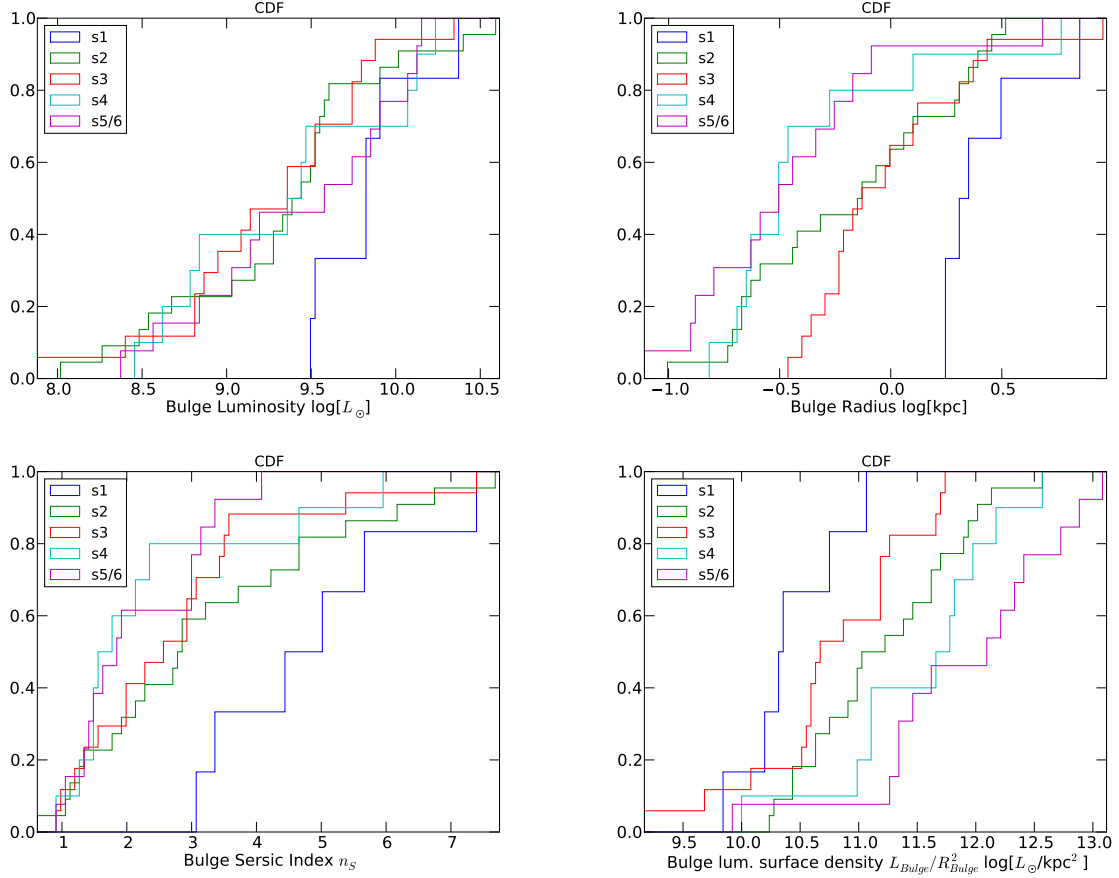 CDF
1.0
0.8
0.6
0.4
0.2
0.0
s1
s2
s3
s4
s5/6
8.0 8.5 9.0 9.5 10.0 10.5
Bulge Luminosity log[L⊙]
CDF
1.0
0.8
0.6
0.4
0.2
0.0
s1
s2
s3
s4
s5/6
−1.0 −0.5 0.0 0.5
Bulge Radius log[kpc]
CDF
1.0
0.8
0.6
0.4
0.2
0.0
s1
s2
s3
s4
s5/6
1 2 3 4 5 6 7
Bulge Sersic Index n_S
CDF
1.0
0.8
0.6
0.4
0.2
0.0
s1
s2
s3
s4
s5/6
9.5 10.0 10.5 11.0 11.5 12.0 12.5 13.0
Bulge lum. surface density L_Bulge/R²_Bulge log[L⊙/kpc² ]